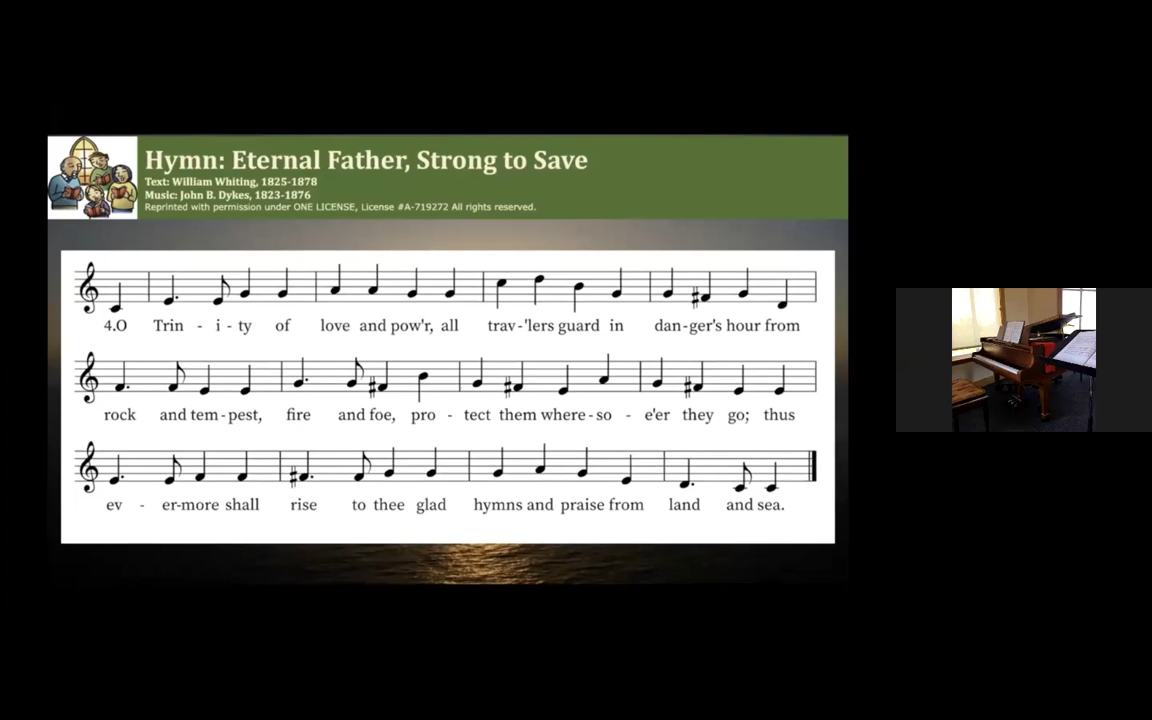 Hymn: Eternal Father, Strong to Save
Text: William Whiting, 1825-1878
Music: John B. Dykes, 1823-1876
Reprinted with permission under ONE LICENSE, License #A-719272 All rights reserved.
4.O Trin - i - ty of love and pow'r, all trav-'lers guard in dan-ger's hour from
rock and tem-pest, fire and foe, pro - tect them where-so - e'er they go; thus
ev - er-more shall rise to thee glad hymns and praise from land and sea.